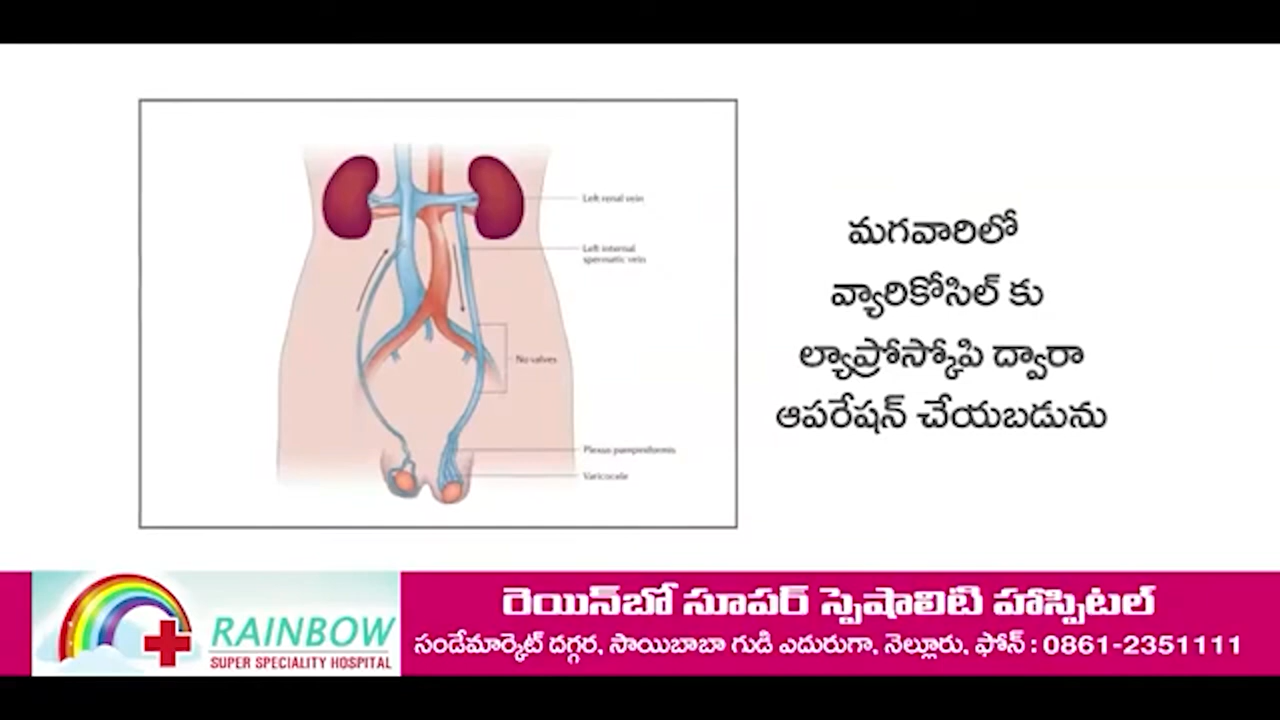 Left renal vein
Left internal
spermatic vein
No valves
Plexus pampiniformis
Varicocele
మగవారిలో
వ్యారికోసిల్ కు
ల్యాప్రోస్కోపి ద్వారా
ఆపరేషన్ చేయబడును
RAINBOW
SUPER SPECIALITY HOSPITAL
రెయిన్‌బో సూపర్ స్పెషాలిటి హాస్పిటల్
సండేమార్కెట్ దగ్గర, సాయిబాబా గుడి ఎదురుగా, నెల్లూరు, ఫోన్ : 0861-2351111